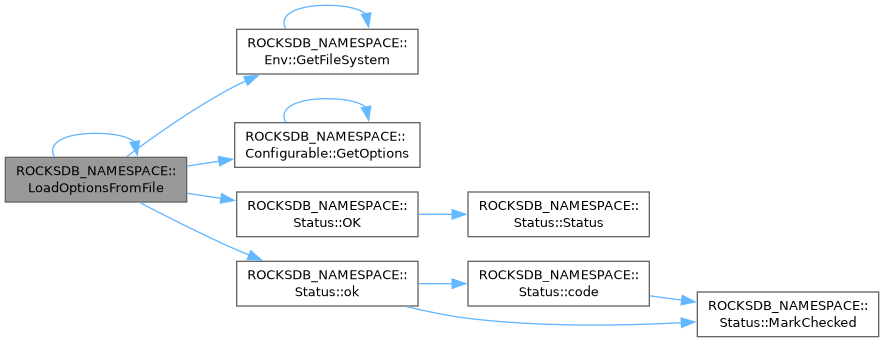 ROCKSDB_NAMESPACE::
Env::GetFileSystem
ROCKSDB_NAMESPACE::
Configurable::GetOptions
ROCKSDB_NAMESPACE::
LoadOptionsFromFile
ROCKSDB_NAMESPACE::
Status::OK
ROCKSDB_NAMESPACE::
Status::Status
ROCKSDB_NAMESPACE::
Status::ok
ROCKSDB_NAMESPACE::
Status::code
ROCKSDB_NAMESPACE::
Status::MarkChecked